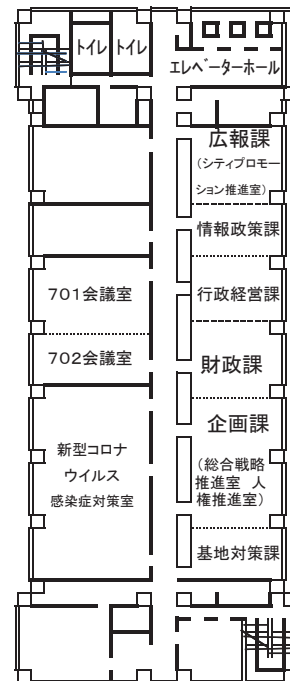 トイレ トイレ
エレベーターホール
広報課
(シティプロモー
ション推進室)
情報政策課
701会議室
行政経営課
702会議室
財政課
企画課
(総合戦略
推進室 人
権推進室)
新型コロナ
ウイルス
感染症対策室
基地対策課